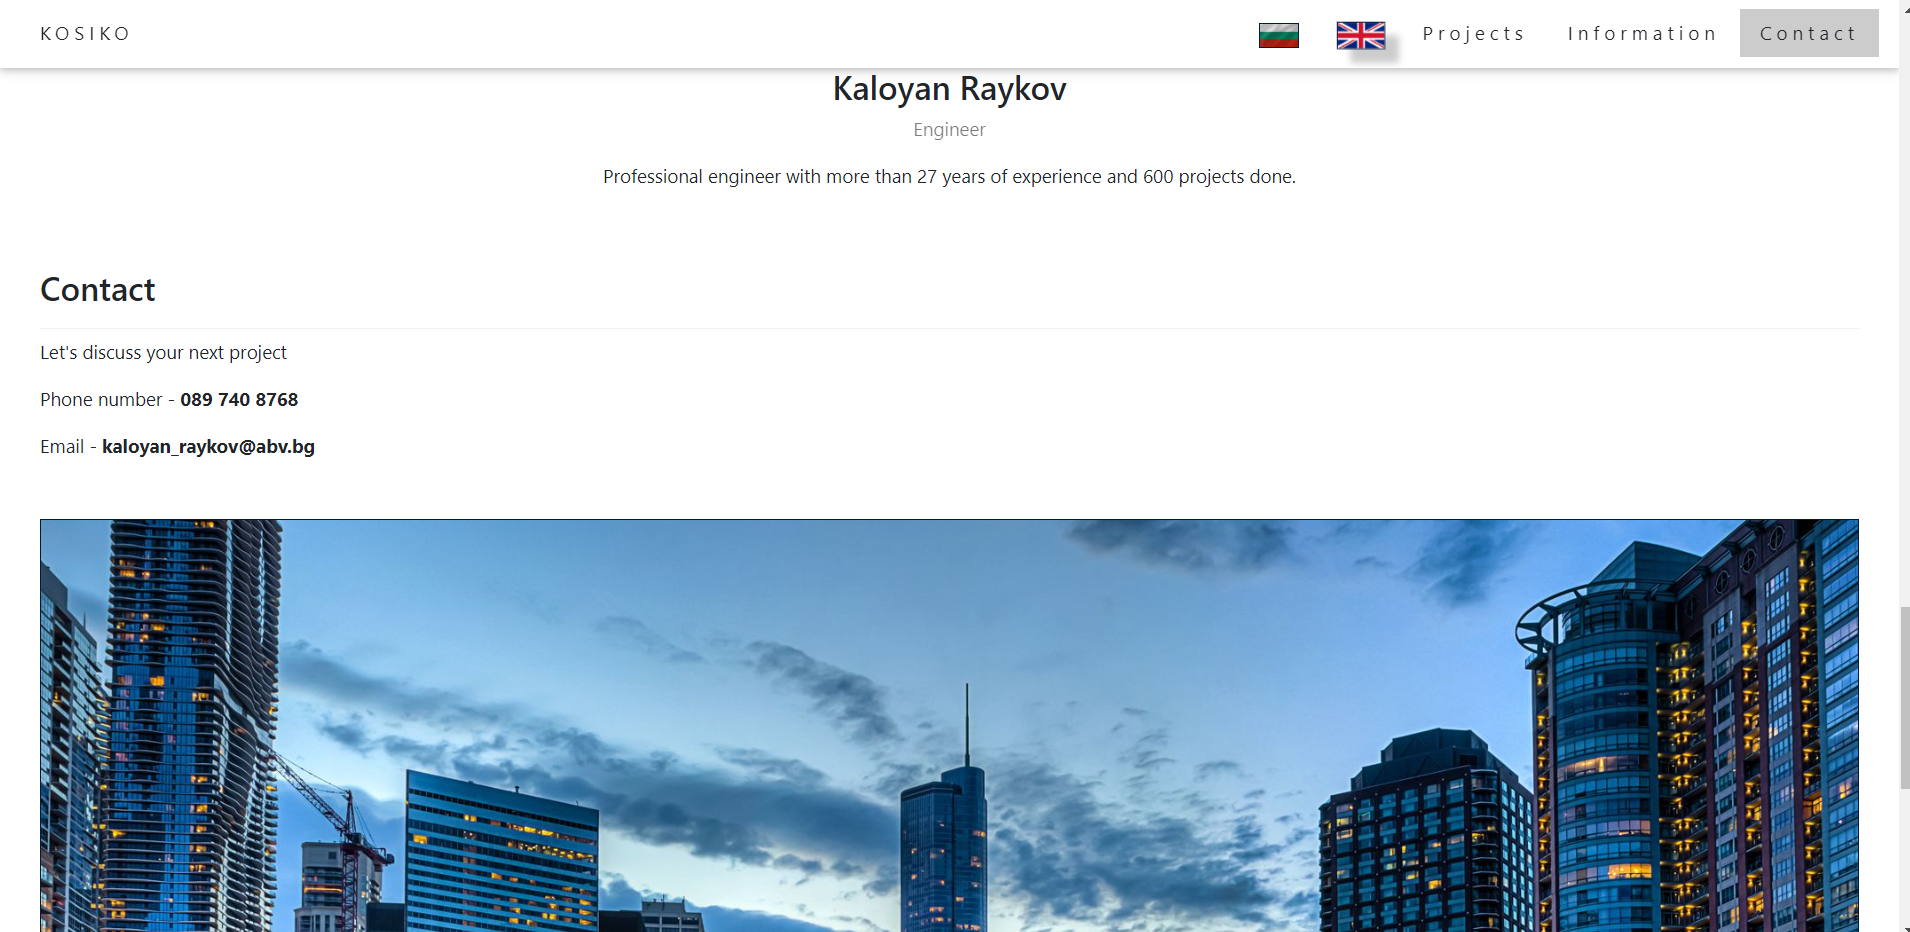 KOSIKO
Projects
Information
Contact
Kaloyan Raykov
Engineer
Professional engineer with more than 27 years of experience and 600 projects done.
Contact
Let's discuss your next project
Phone number - 089 740 8768
Email - kaloyan_raykov@abv.bg